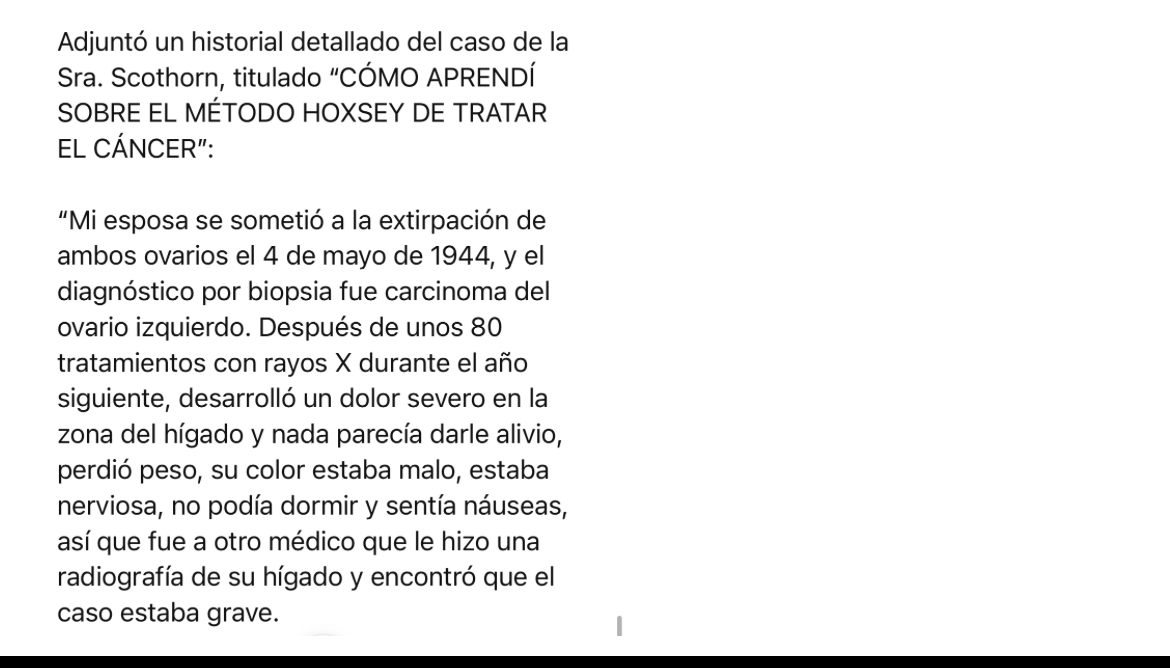 Adjuntó un historial detallado del caso de la
Sra. Scothorn, titulado “CÓMO APRENDÍ
SOBRE EL MÉTODO HOXSEY DE TRATAR
EL CÁNCER”:
“Mi esposa se sometió a la extirpación de
ambos ovarios el 4 de mayo de 1944, y el
diagnóstico por biopsia fue carcinoma del
ovario izquierdo. Después de unos 80
tratamientos con rayos X durante el año
siguiente, desarrolló un dolor severo en la
zona del hígado y nada parecía darle alivio,
perdió peso, su color estaba malo, estaba
nerviosa, no podía dormir y sentía náuseas,
así que fue a otro médico que le hizo una
radiografía de su hígado y encontró que el
caso estaba grave.